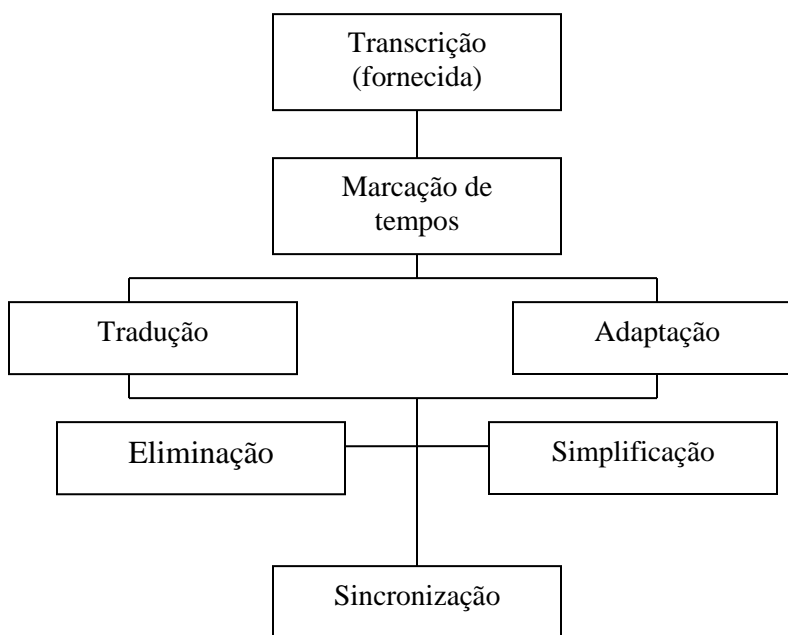 Transcrição
(fornecida)
Marcação de
tempos
Tradução
Adaptação
Eliminação
Simplificação
Sincronização